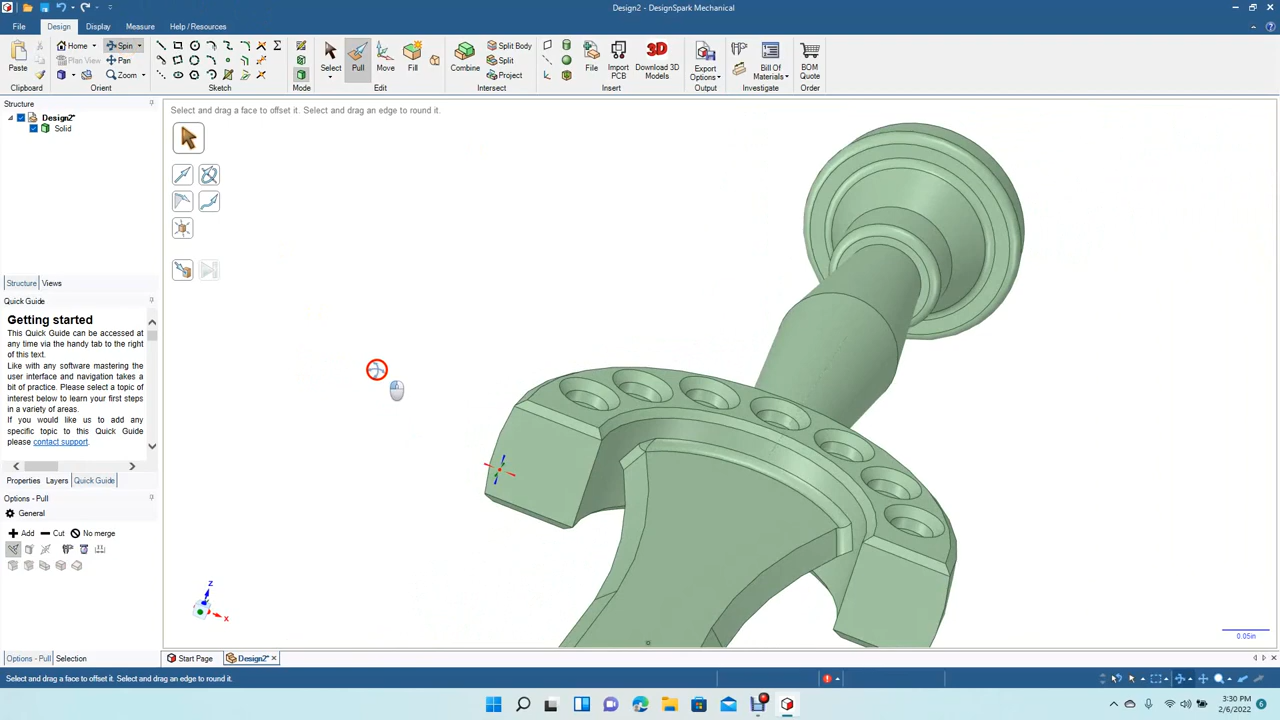 Design2 - DesignSpark Mechanical
File Design Display Measure Help / Resources
Paste
Home Spin
Plan View Pan
Zoom
Σ
Select Pull Move Fill
Combine
Split Body
Split
Project
File Import PCB Download 3D Models
3D
Export Options
Bill Of Materials
BOM Quote
Clipboard Orient Sketch Mode Edit Intersect Insert Output Investigate Order
Structure
Design2*
Solid
Select and drag a face to offset it. Select and drag an edge to round it.
Structure Views
Quick Guide
Getting started
This Quick Guide can be accessed at
any time via the handy tab to the right
of this text.
Like with any software mastering the
user interface and navigation takes a
bit of practice. Please select a topic of
interest below to learn your first steps
in a variety of areas.
If you would like us to add any
specific topic to this Quick Guide
please contact support.
Properties Layers Quick Guide
Options - Pull
General
Add Cut No merge
z
x
0.05in
Options - Pull Selection
Start Page Design2*
Select and drag a face to offset it. Select and drag an edge to round it.
3:30 PM
2/6/2022
6